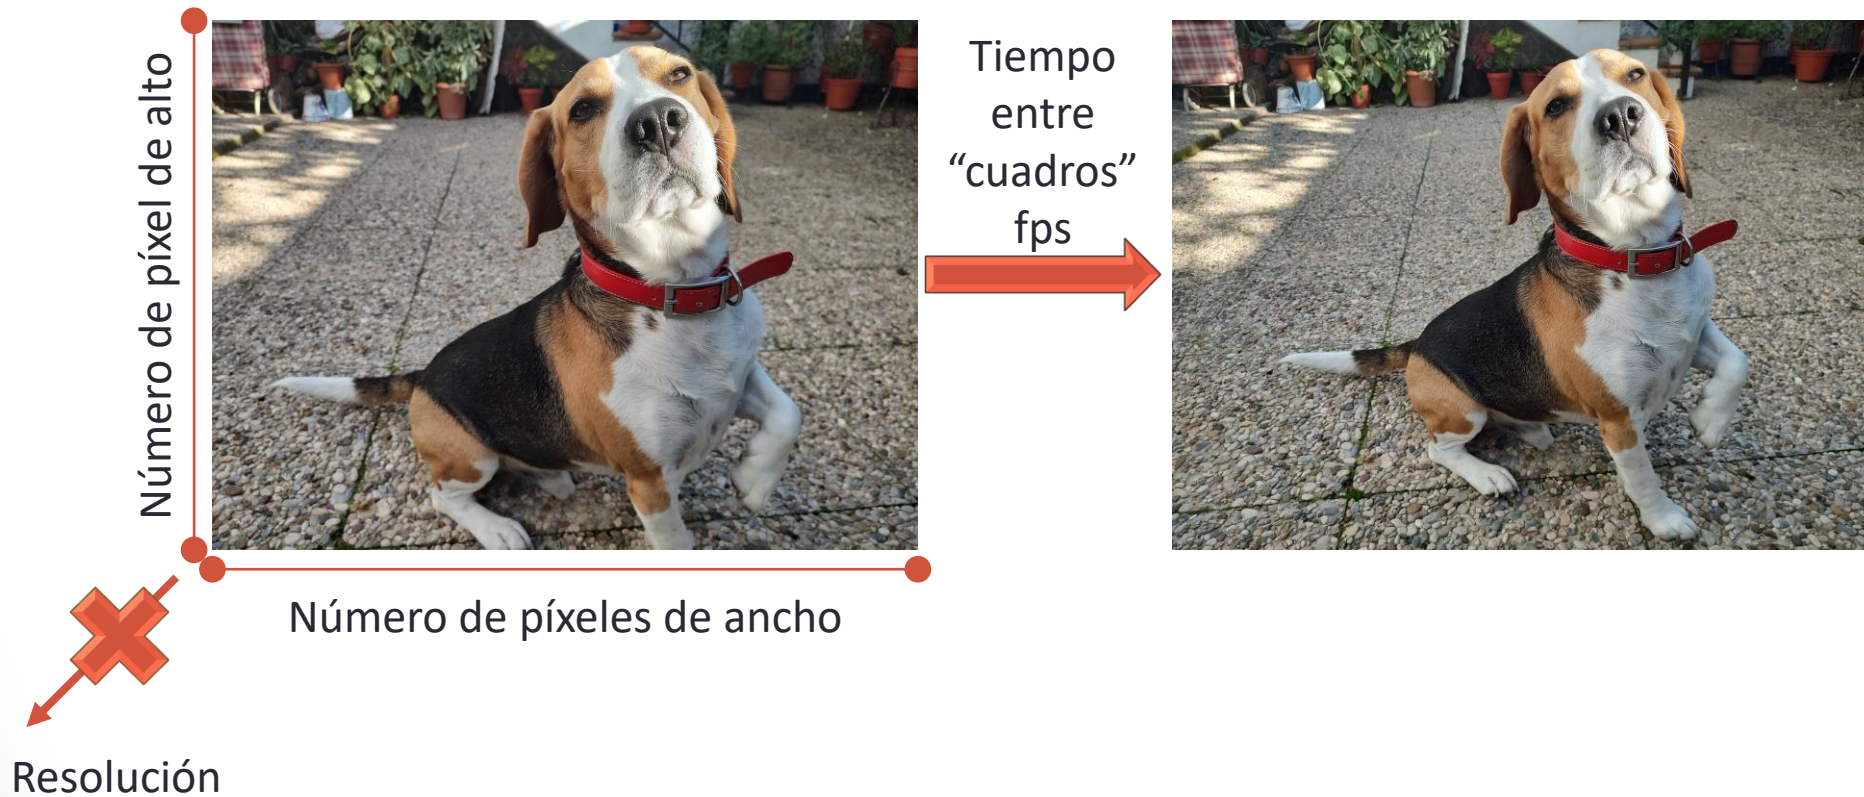 Número de píxel de alto
Tiempo
entre
“cuadros”
fps
Número de píxeles de ancho
Resolución